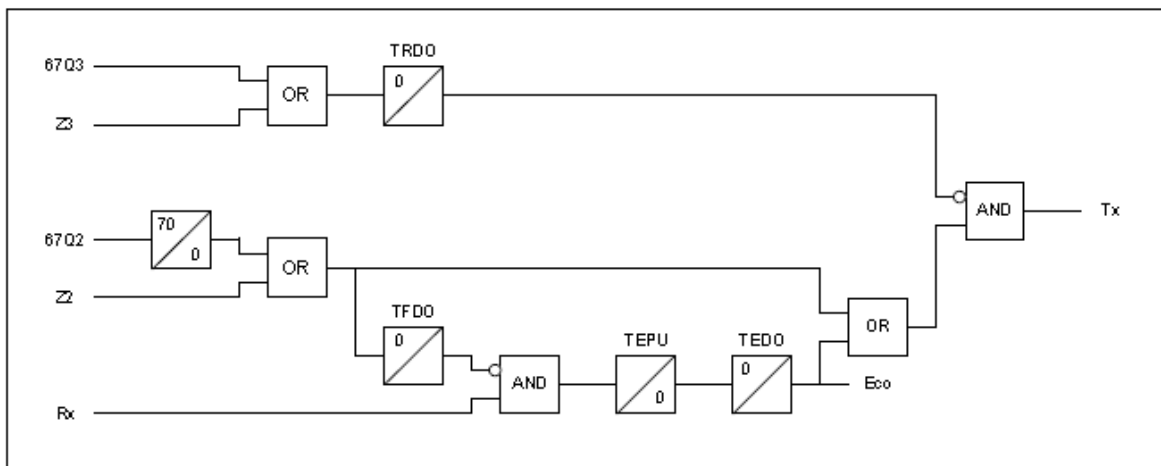 TRDO
67Q3
0
OR
Z3
AND
Tx
70
67Q2
0
OR
Z2
TFDO
TEPU
TEDO
OR
0
0
AND
0
Eco
Rx